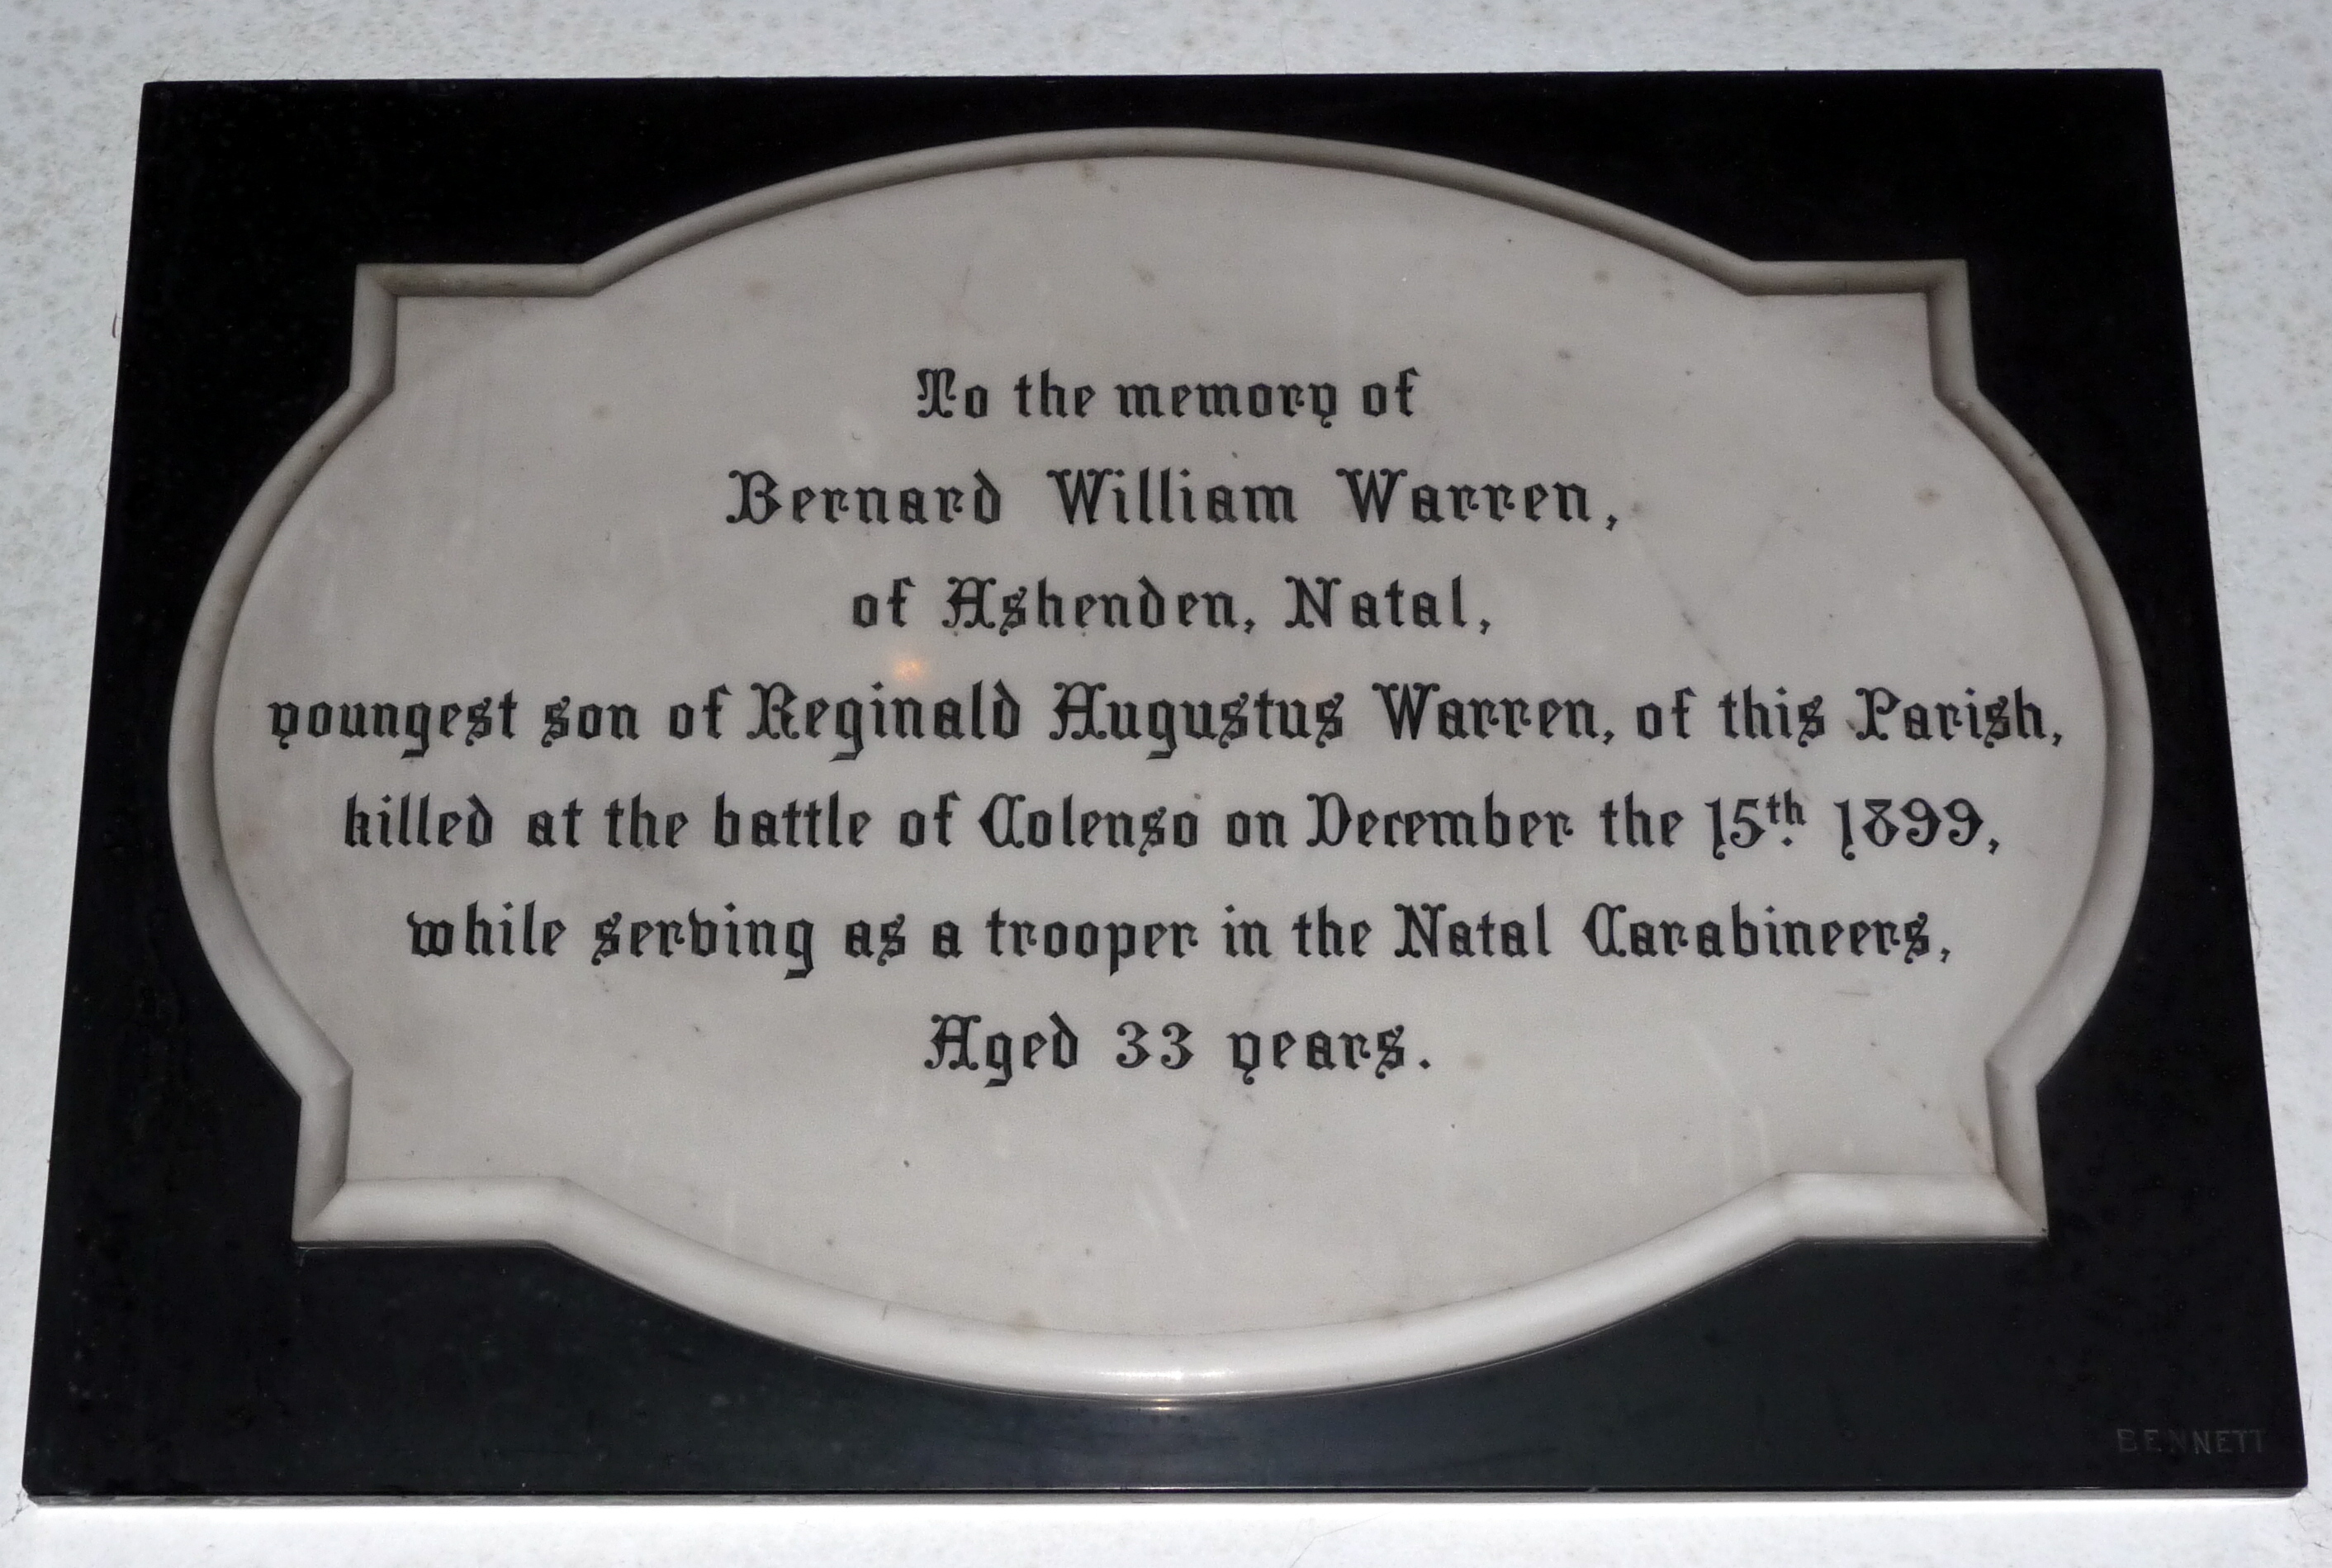 To the memory of
Bernard William Warren,
of Ashenden, Natal,
youngest son of Reginald Augustus Warren, of this Parish,
killed at the battle of Colenso on December the 15th. 1899,
while serving as a trooper in the Natal Carabineers,
Aged 33 years.
BENNETT